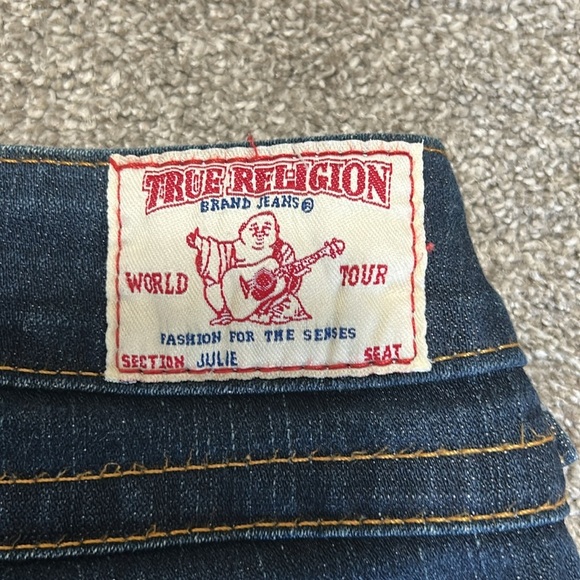 TRUE RELIGION
BRAND JEANS®
WORLD TOUR
FASHION FOR THE SENSES
SECTION JULIE SEAT